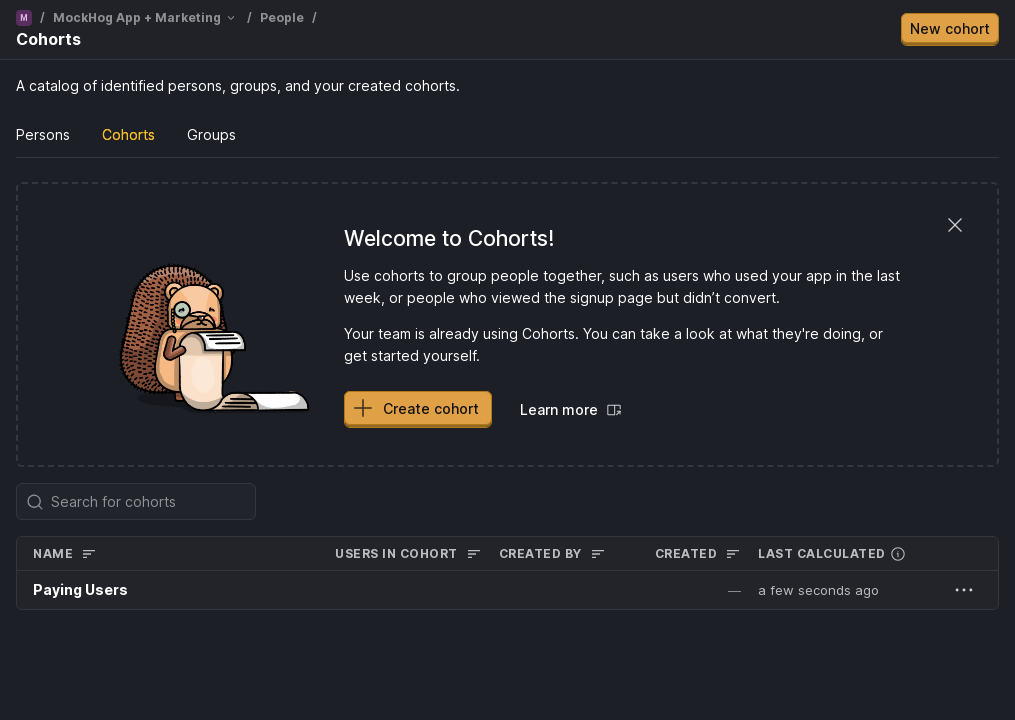 M / MockHog App + Marketing / People /
Cohorts
New cohort
A catalog of identified persons, groups, and your created cohorts.
Persons Cohorts Groups
Welcome to Cohorts!
Use cohorts to group people together, such as users who used your app in the last
week, or people who viewed the signup page but didn’t convert.
Your team is already using Cohorts. You can take a look at what they're doing, or
get started yourself.
Create cohort Learn more
Search for cohorts
NAME USERS IN COHORT CREATED BY CREATED LAST CALCULATED
Paying Users — a few seconds ago